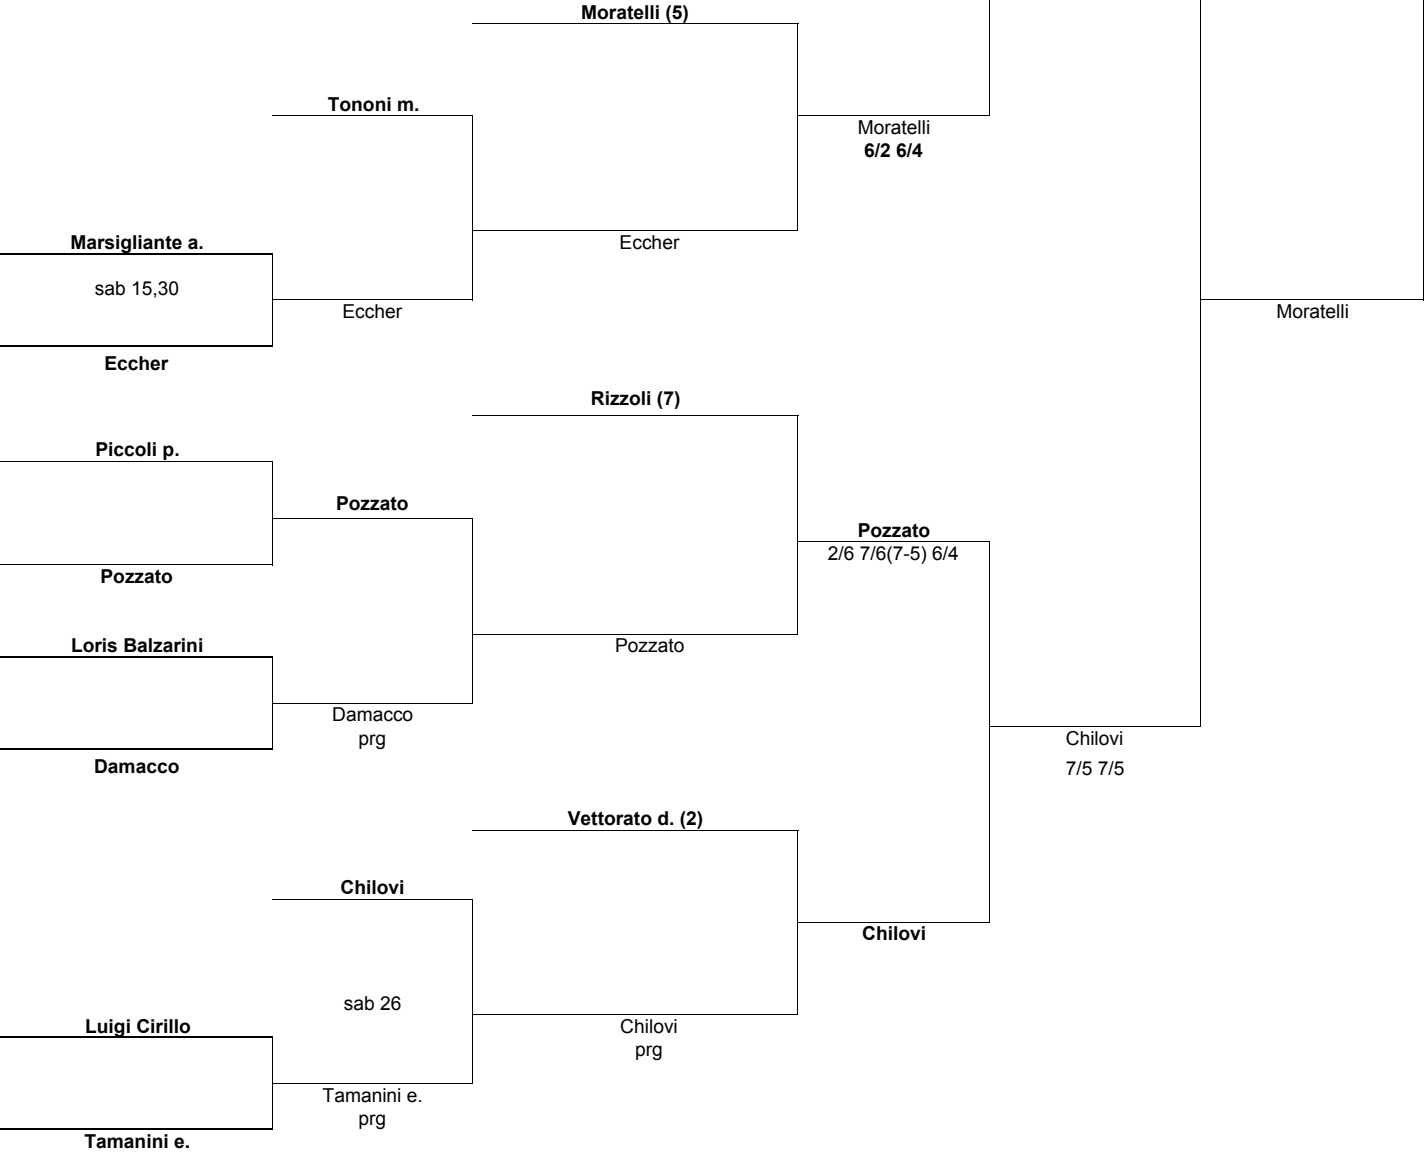 Moratelli (5)
Tononi m.
Moratelli
6/2 6/4
Marsigliante a.
Eccher
sab 15,30
Eccher
Moratelli
Eccher
Rizzoli (7)
Piccoli p.
Pozzato
Pozzato
2/6 7/6(7-5) 6/4
Pozzato
Loris Balzarini
Pozzato
Damacco
prg
Chilovi
Damacco
7/5 7/5
Vettorato d. (2)
Chilovi
Chilovi
sab 26
Luigi Cirillo
Chilovi
prg
Tamanini e.
prg
Tamanini e.